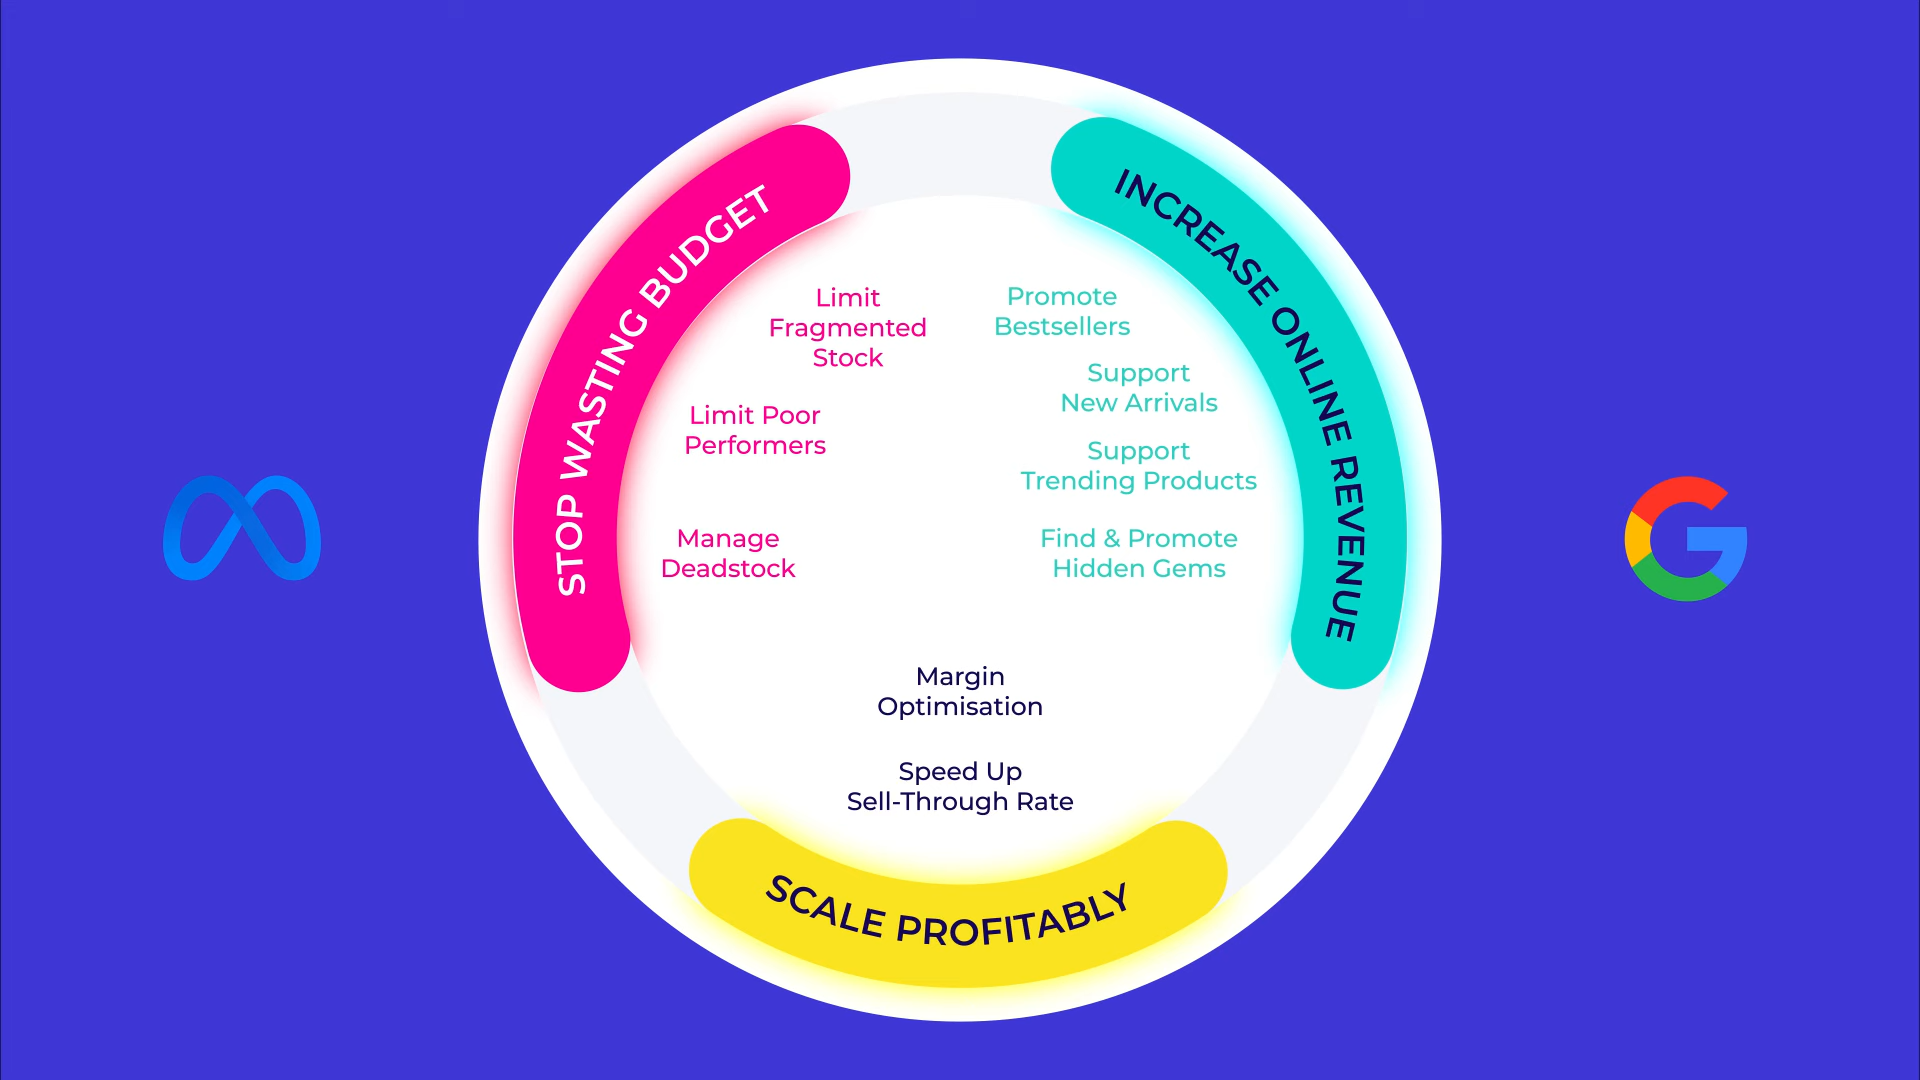 STOP WASTING BUDGET
Limit
Fragmented
Stock
Limit Poor
Performers
Manage
Deadstock
INCREASE ONLINE REVENUE
Promote
Bestsellers
Support
New Arrivals
Support
Trending Products
Find & Promote
Hidden Gems
Margin
Optimisation
Speed Up
Sell-Through Rate
SCALE PROFITABLY